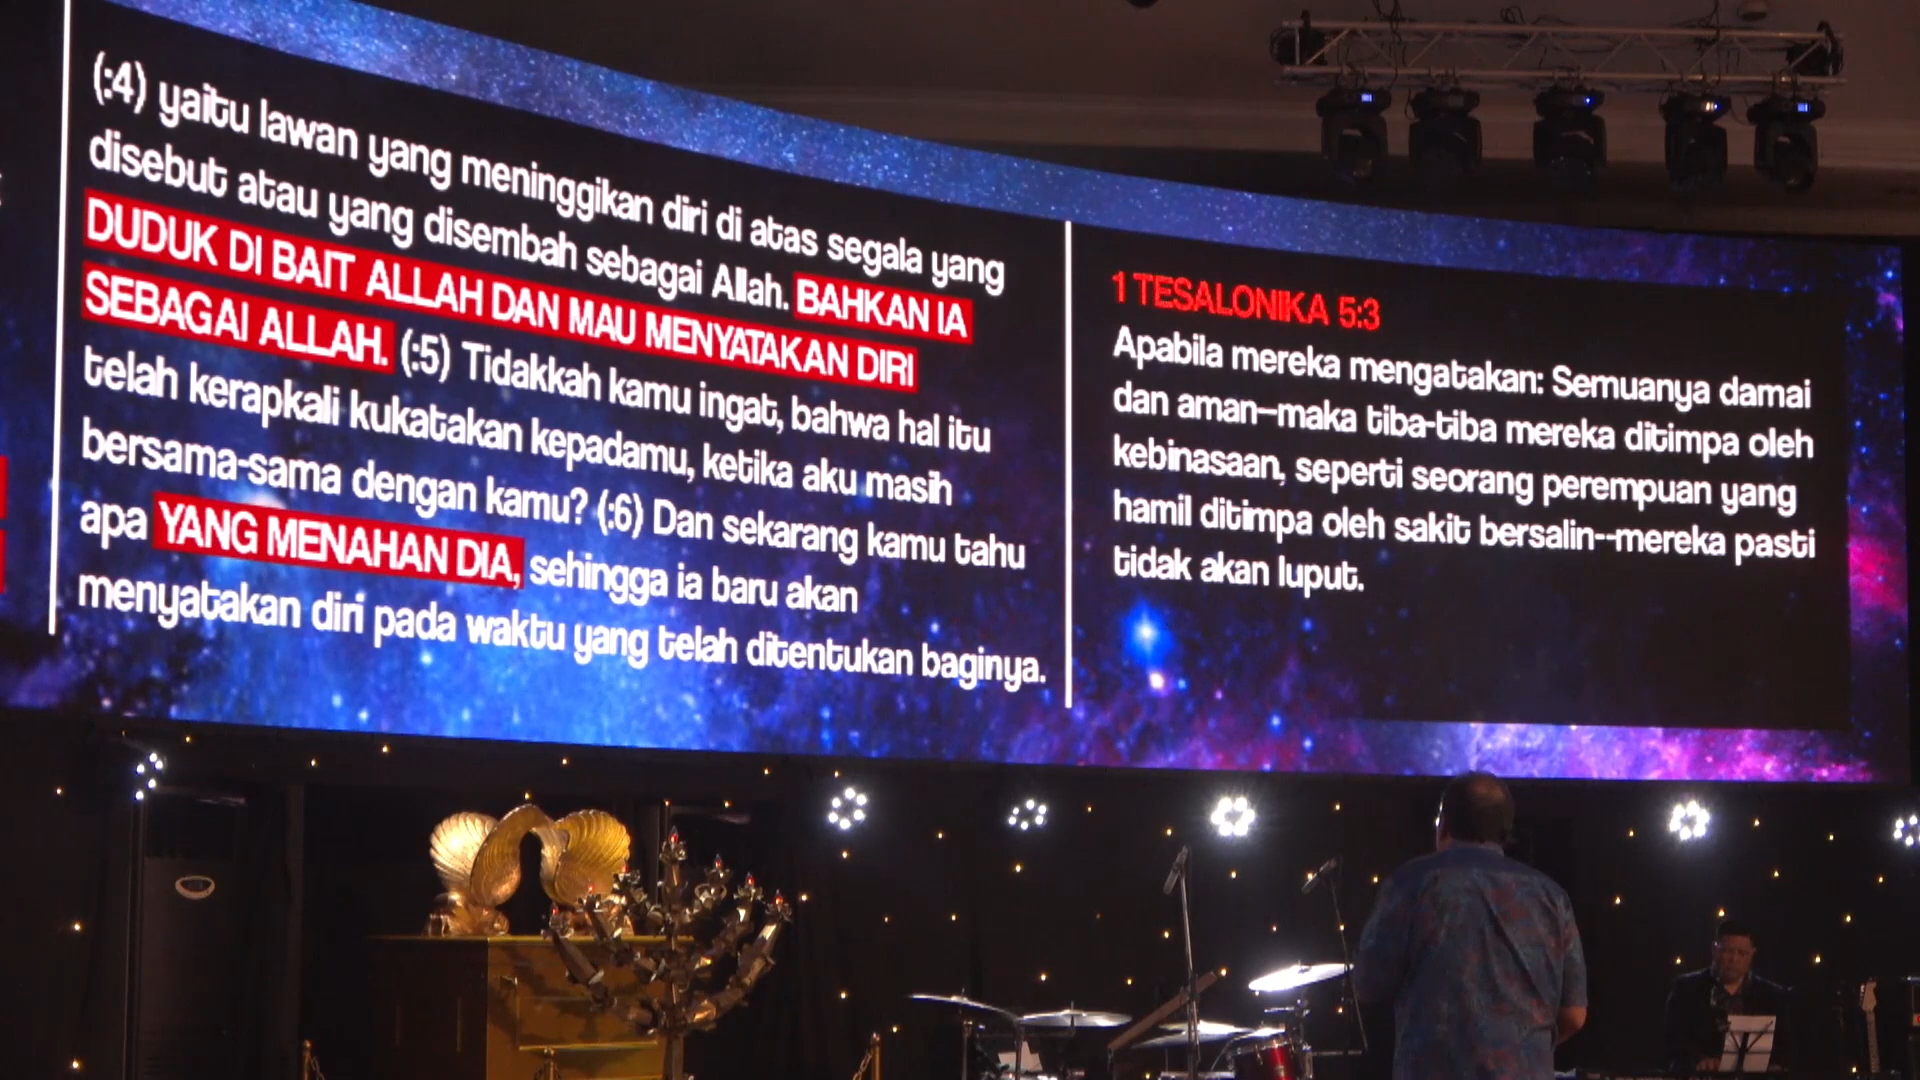 (:4) yaitu lawan yang meninggikan diri di atas segala yang
disebut atau yang disembah sebagai Allah. BAHKAN IA
DUDUK DI BAIT ALLAH DAN MAU MENYATAKAN DIRI
SEBAGAI ALLAH. (:5) Tidakkah kamu ingat, bahwa hal itu
telah kerapkali kukatakan kepadamu, ketika aku masih
bersama-sama dengan kamu? (:6) Dan sekarang kamu tahu
apa YANG MENAHAN DIA, sehingga ia baru akan
menyatakan diri pada waktu yang telah ditentukan baginya.
1 TESALONIKA 5:3
Apabila mereka mengatakan: Semuanya damai
dan aman--maka tiba-tiba mereka ditimpa oleh
kebinasaan, seperti seorang perempuan yang
hamil ditimpa oleh sakit bersalin--mereka pasti
tidak akan luput.